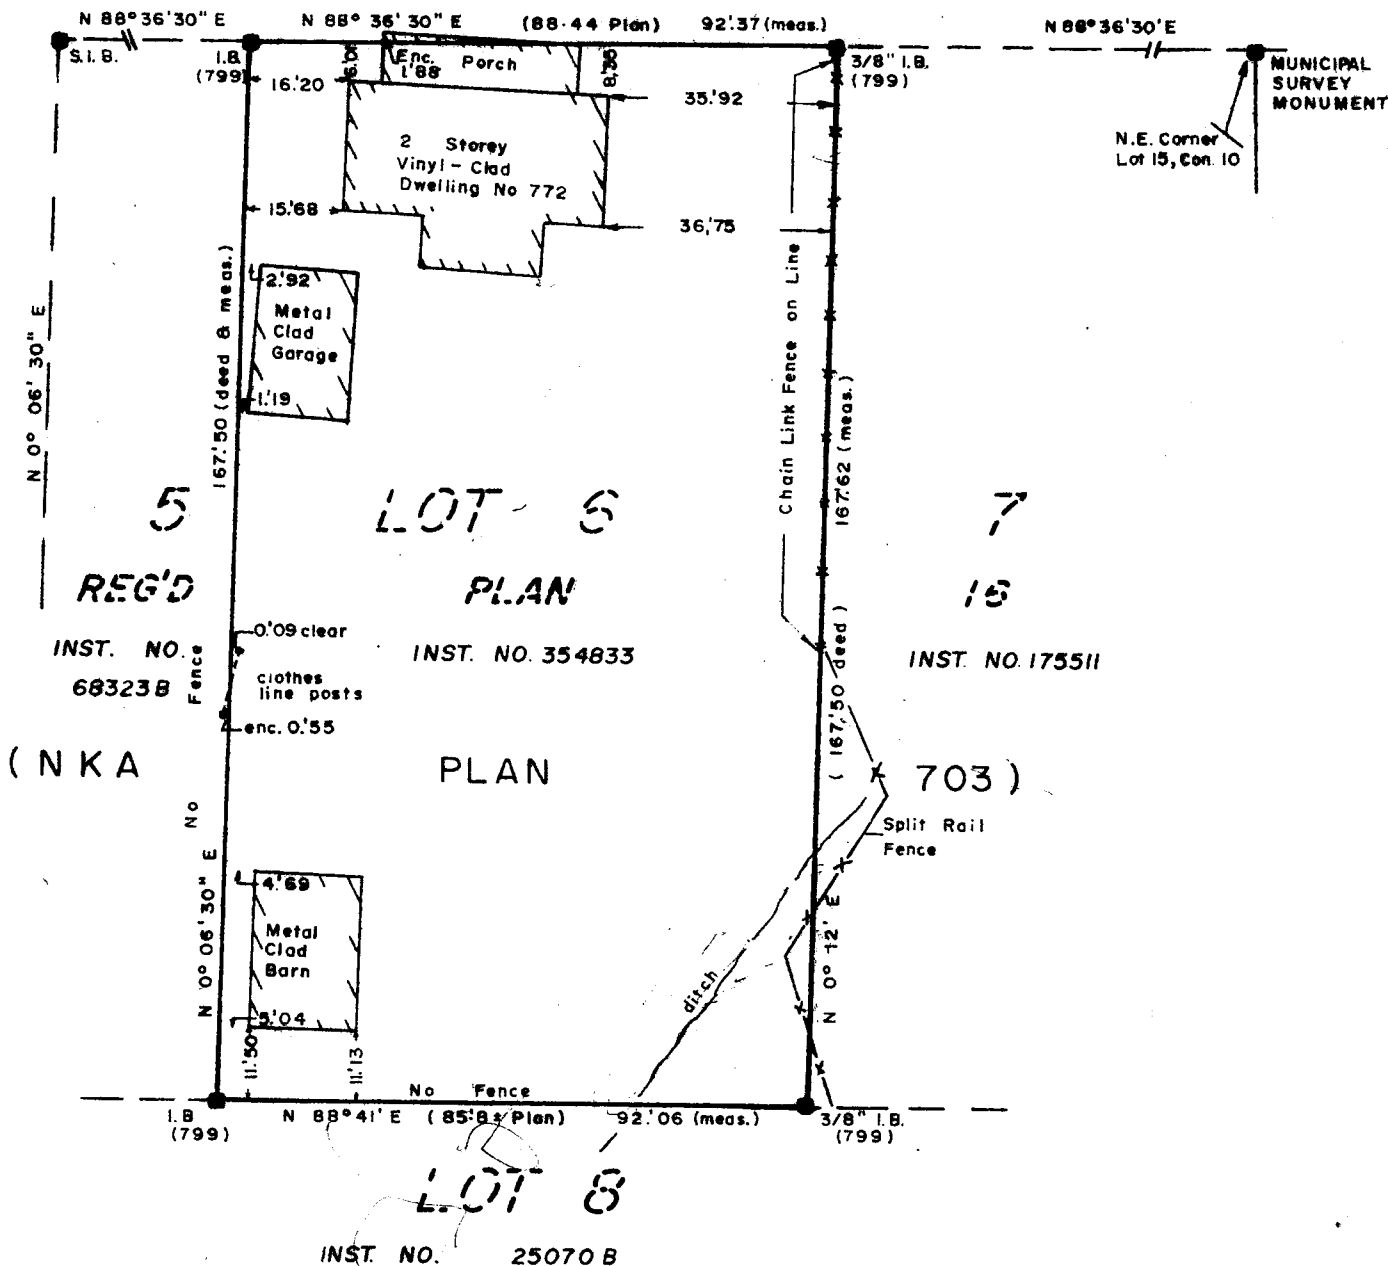 N 88° 36' 30" E
N 88° 36' 30" E (88.44 Plan) 92.'37 (meas.)
N 88° 36' 30" E
S.I.B.
I.B.
(799)
3/8" I.B.
(799)
MUNICIPAL
SURVEY
MONUMENT
N.E. Corner
Lot 15, Con. 10
Enc.
1.'88
Porch
16.'20
35.'92
2 Storey
Vinyl - Clad
Dwelling No 772
15.'68
36.'75
2.'92
Metal
Clad
Garage
1.'19
N 0° 06' 30" E
167.'50 (deed & meas.)
Chain Link Fence on Line
167.'62 (meas.)
(167.'50 deed)
5 LOT 6 7
REG'D PLAN 16
INST. NO.
68323 B
INST. NO. 354833
INST. NO. 175511
0.'09 clear
clothes
line posts
enc. 0.'55
No Fence
(NKA PLAN 703)
Split Rail
Fence
4.'69
Metal
Clad
Barn
5.'04
11.'50
11.'13
N 0° 06' 30" E
N 0° 12' E
ditch
No Fence
N 88° 41' E (85.'8± Plan) 92.'06 (meas.)
I.B.
(799)
3/8" I.B.
(799)
LOT 8
INST. NO. 25070 B